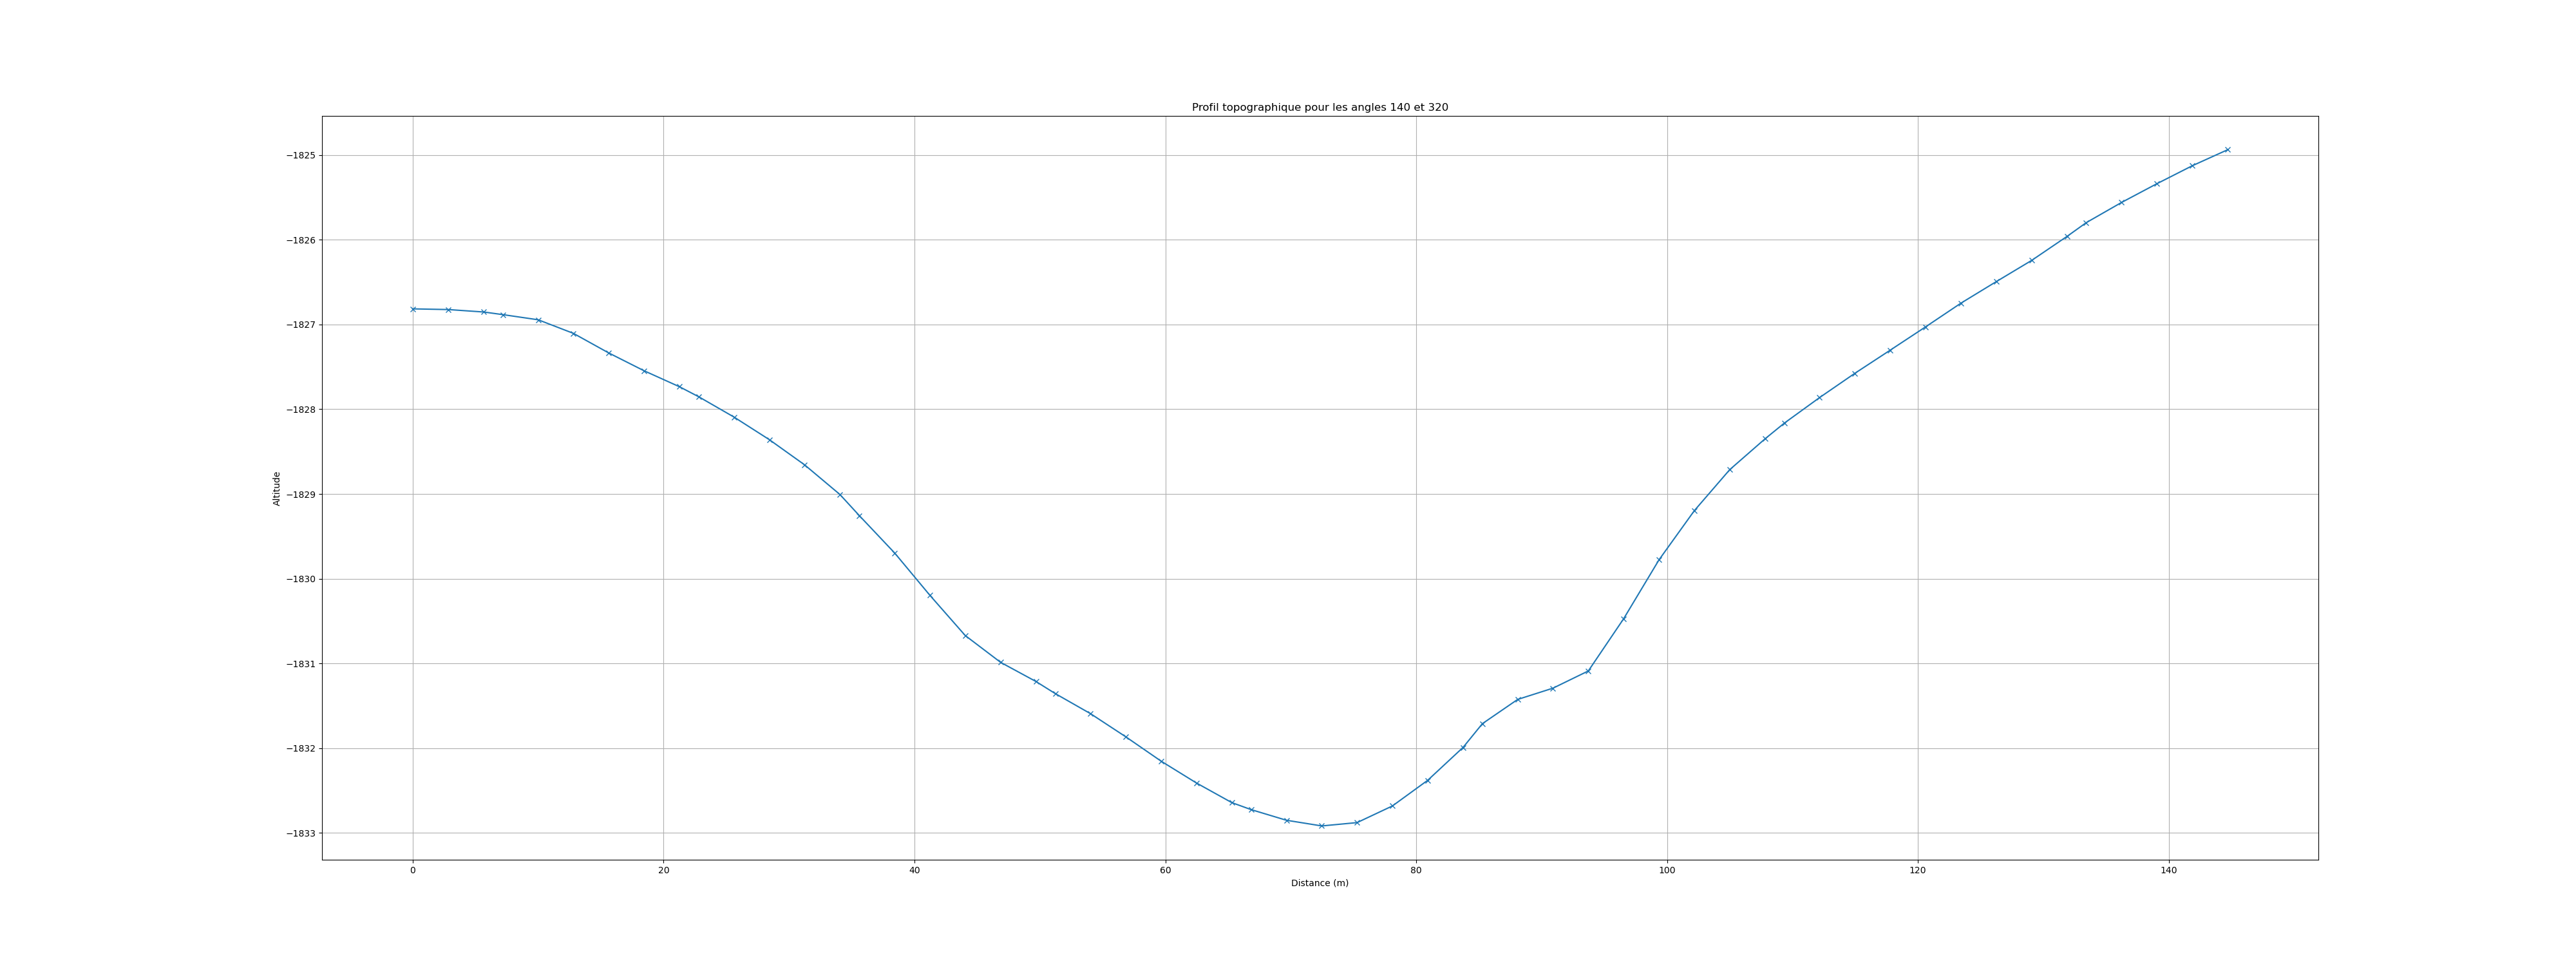 Profil topographique pour les angles 140 et 320
−1825
−1826
−1827
−1828
−1829
−1830
−1831
−1832
−1833
Altitude
0 20 40 60 80 100 120 140
Distance (m)